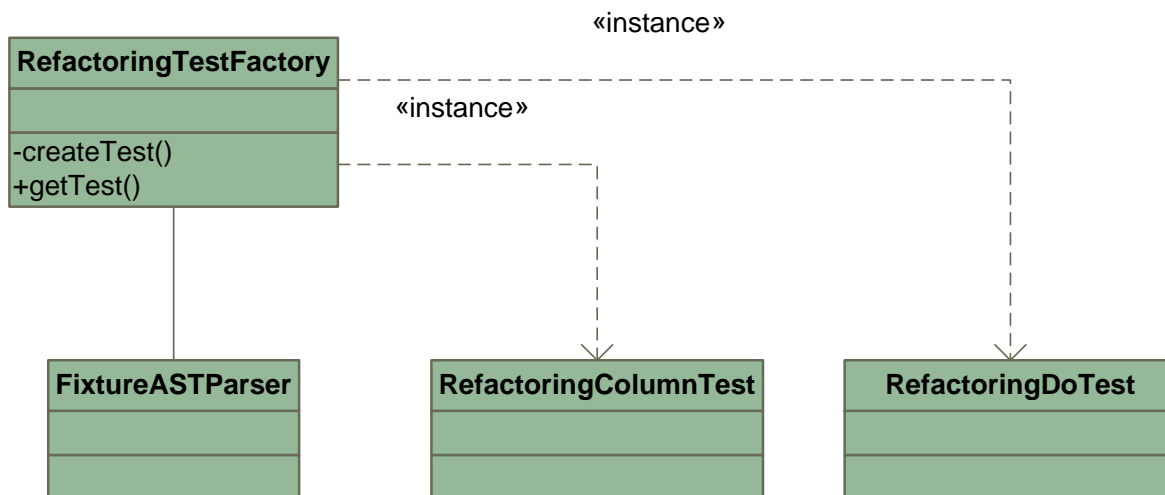 «instance»
RefactoringTestFactory
«instance»
-createTest()
+getTest()
FixtureASTParser
RefactoringColumnTest
RefactoringDoTest